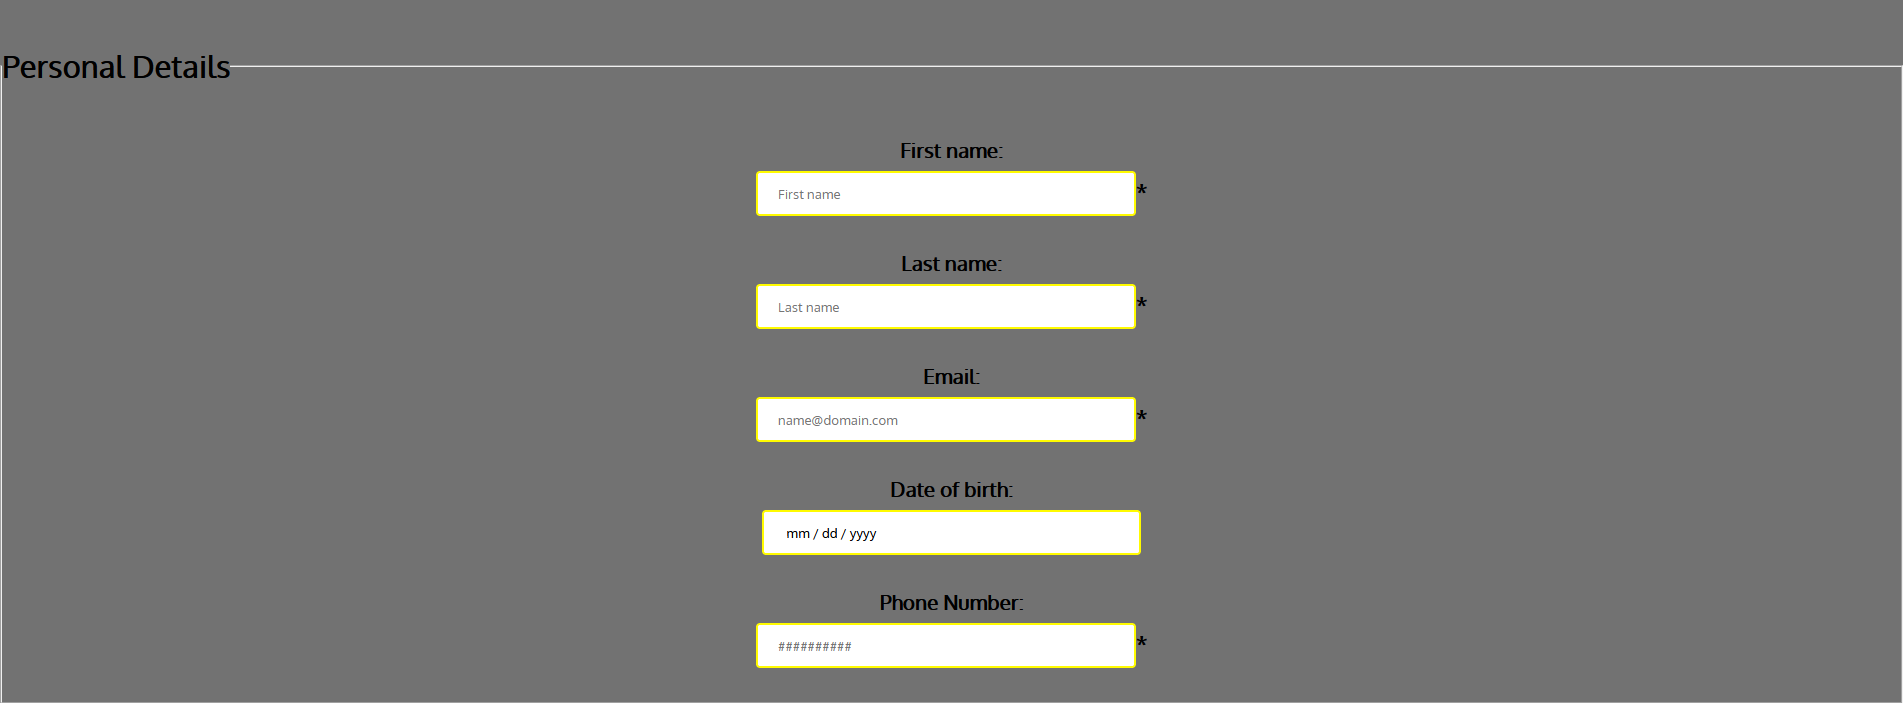 Personal Details
First name:
First name
*
Last name:
Last name
*
Email:
name@domain.com
*
Date of birth:
mm / dd / yyyy
Phone Number:
##########
*